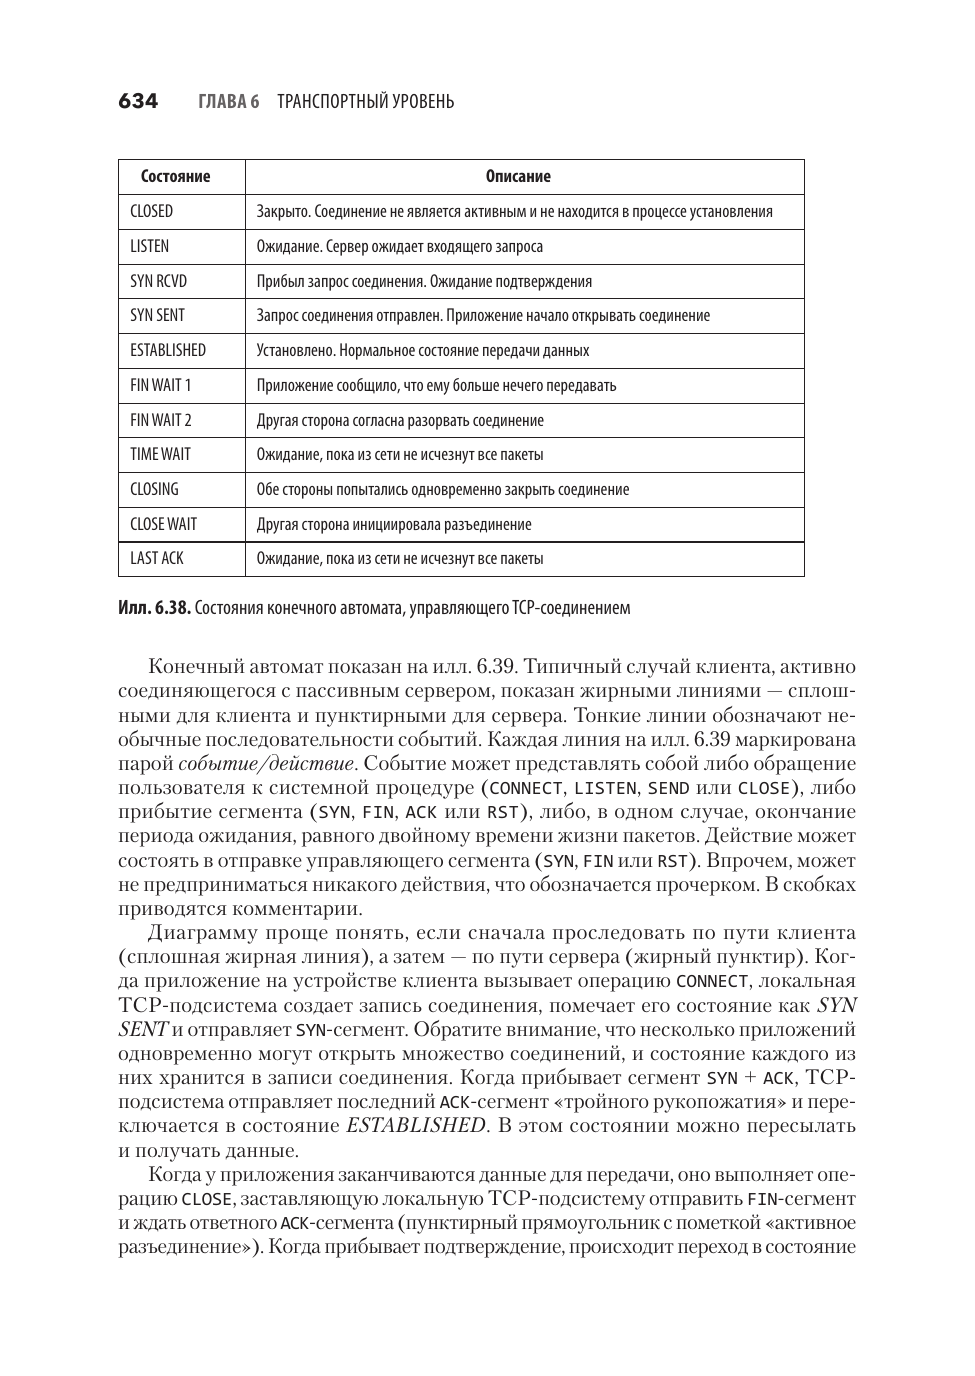 634 ГЛАВА 6 ТРАНСПОРТНЫЙ УРОВЕНЬ
Состояние Описание
CLOSED Закрыто. Соединение не является активным и не находится в процессе установления
LISTEN Ожидание. Сервер ожидает входящего запроса
SYN RCVD Прибыл запрос соединения. Ожидание подтверждения
SYN SENT Запрос соединения отправлен. Приложение начало открывать соединение
ESTABLISHED Установлено. Нормальное состояние передачи данных
FIN WAIT 1 Приложение сообщило, что ему больше нечего передавать
FIN WAIT 2 Другая сторона согласна разорвать соединение
TIME WAIT Ожидание, пока из сети не исчезнут все пакеты
CLOSING Обе стороны попытались одновременно закрыть соединение
CLOSE WAIT Другая сторона инициировала разъединение
LAST ACK Ожидание, пока из сети не исчезнут все пакеты
Илл. 6.38. Состояния конечного автомата, управляющего TCP-соединением
Конечный автомат показан на илл. 6.39. Типичный случай клиента, активно
соединяющегося с пассивным сервером, показан жирными линиями — сплош-
ными для клиента и пунктирными для сервера. Тонкие линии обозначают не-
обычные последовательности событий. Каждая линия на илл. 6.39 маркирована
парой событие/действие. Событие может представлять собой либо обращение
пользователя к системной процедуре (CONNECT, LISTEN, SEND или CLOSE), либо
прибытие сегмента (SYN, FIN, ACK или RST), либо, в одном случае, окончание
периода ожидания, равного двойному времени жизни пакетов. Действие может
состоять в отправке управляющего сегмента (SYN, FIN или RST). Впрочем, может
не предприниматься никакого действия, что обозначается прочерком. В скобках
приводятся комментарии.
Диаграмму проще понять, если сначала проследовать по пути клиента
(сплошная жирная линия), а затем — по пути сервера (жирный пунктир). Ког-
да приложение на устройстве клиента вызывает операцию CONNECT, локальная
TCP-подсистема создает запись соединения, помечает его состояние как SYN
SENT и отправляет SYN-сегмент. Обратите внимание, что несколько приложений
одновременно могут открыть множество соединений, и состояние каждого из
них хранится в записи соединения. Когда прибывает сегмент SYN + ACK, TCP-
подсистема отправляет последний ACK-сегмент «тройного рукопожатия» и пере-
ключается в состояние ESTABLISHED. В этом состоянии можно пересылать
и получать данные.
Когда у приложения заканчиваются данные для передачи, оно выполняет опе-
рацию CLOSE, заставляющую локальную TCP-подсистему отправить FIN-сегмент
и ждать ответного ACK-сегмента (пунктирный прямоугольник с пометкой «активное
разъединение»). Когда прибывает подтверждение, происходит переход в состояние